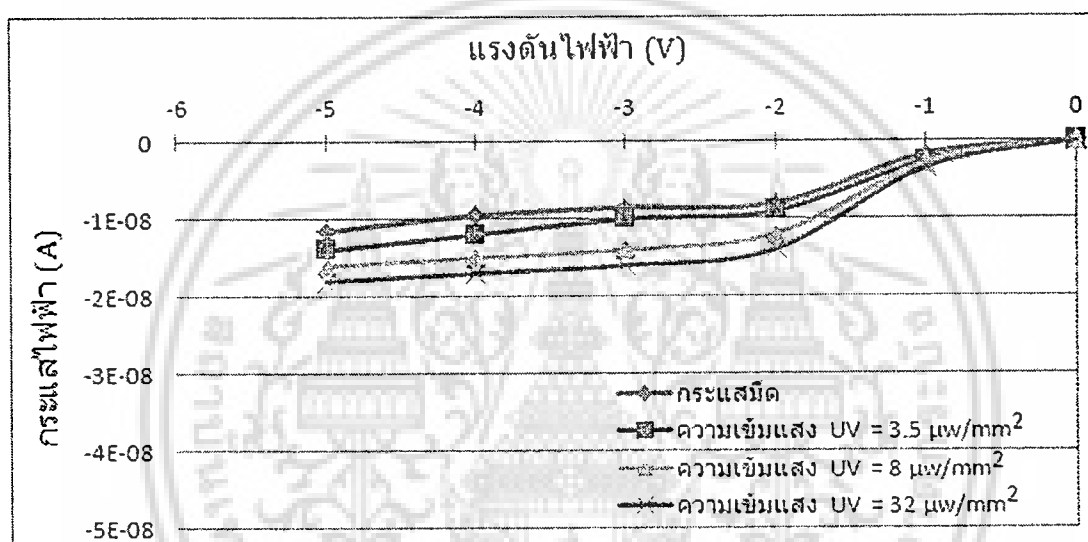 แรงดันไฟฟ้า (V)
-6 -5 -4 -3 -2 -1 0
0
-1E-08
-2E-08
-3E-08
-4E-08
-5E-08
กระแสไฟฟ้า (A)
กระแสมืด
ความเข้มแสง UV = 3.5 µw/mm²
ความเข้มแสง UV = 8 µw/mm²
ความเข้มแสง UV = 32 µw/mm²